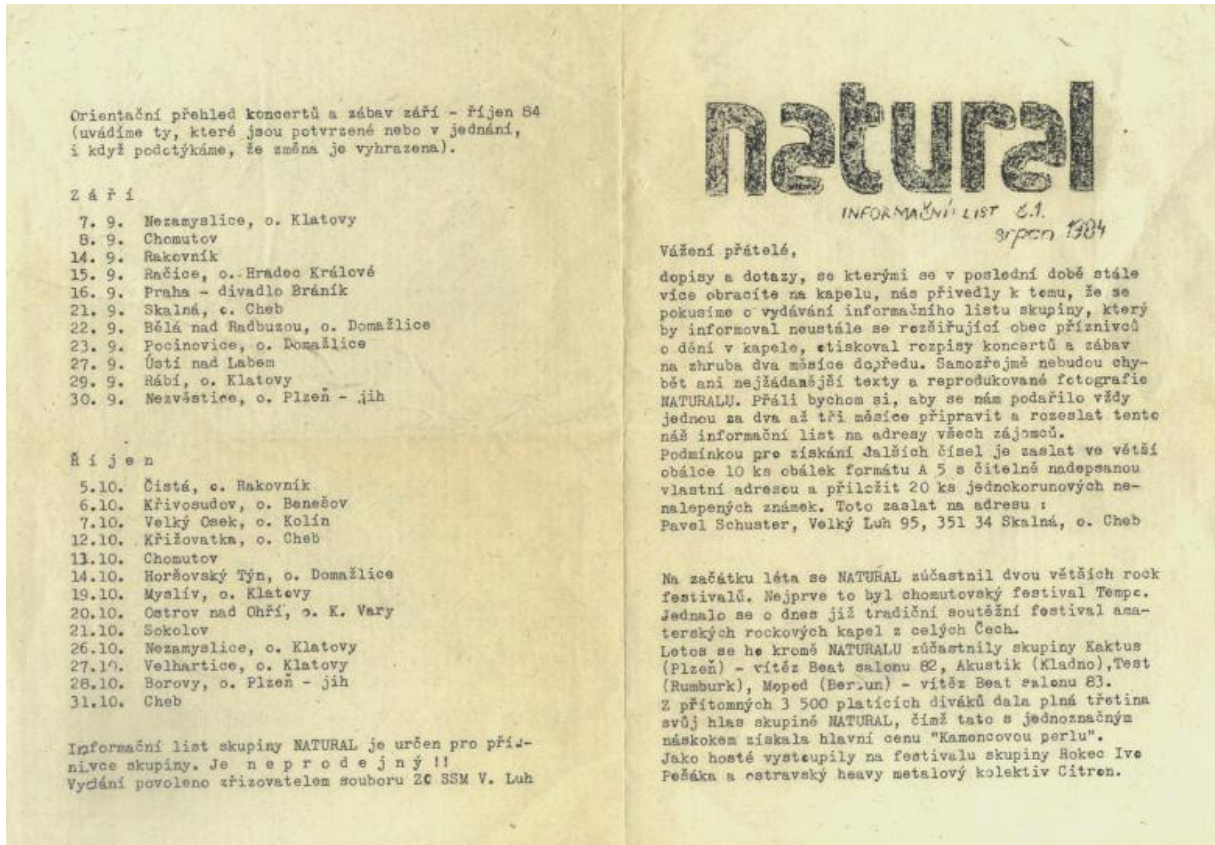 Orientační přehled koncertů a zábav září - říjen 84
(uvádíme ty, které jsou potvrzené nebo v jednání,
i když podotýkáme, že změna je vyhrazena).
Z á ř í
7. 9. Nezamyslice, o. Klatovy
8. 9. Chomutov
14. 9. Rakovník
15. 9. Račice, o. Hradec Králové
16. 9. Praha - divadlo Bráník
21. 9. Skalná, o. Cheb
22. 9. Bělá nad Radbuzou, o. Domažlice
23. 9. Pocinovice, o. Domažlice
27. 9. Ústí nad Labem
29. 9. Rábí, o. Klatovy
30. 9. Nezvěstice, o. Plzeň - jih
Ř í j e n
5.10. Čistá, o. Rakovník
6.10. Křivosudov, o. Benešov
7.10. Velký Osek, o. Kolín
12.10. Křižovatka, o. Cheb
13.10. Chomutov
14.10. Horšovský Týn, o. Domažlice
19.10. Myslív, o. Klatovy
20.10. Ostrov nad Ohří, o. K. Vary
21.10. Sokolov
26.10. Nezamyslice, o. Klatovy
27.10. Velhartice, o. Klatovy
28.10. Borovy, o. Plzeň - jih
31.10. Cheb
Informační list skupiny NATURAL je určen pro příz-
nivce skupiny. Je n e p r o d e j n ý !!
Vydání povoleno zřizovatelem souboru ZO SSM V. Luh
natural
INFORMAČNÍ LIST č.1.
srpen 1984
Vážení přátelé,
dopisy a dotazy, se kterými se v poslední době stále
více obracíte na kapelu, nás přivedly k tomu, že se
pokusíme o vydávání informačního listu skupiny, který
by informoval neustále se rozšiřující obec příznivců
o dění v kapele, otiskoval rozpisy koncertů a zábav
na zhruba dva měsíce dopředu. Samozřejmě nebudou chy-
bět ani nejžádanější texty a reprodukované fotografie
NATURALU. Přáli bychom si, aby se nám podařilo vždy
jednou za dva až tři měsíce připravit a rozeslat tento
náš informační list na adresy všech zájemců.
Podmínkou pro získání dalších čísel je zaslat ve větší
obálce 10 ks obálek formátu A 5 s čitelně nadepsanou
vlastní adresou a přiložit 20 ks jednokorunových ne-
nalepených známek. Toto zaslat na adresu :
Pavel Schuster, Velký Luh 95, 351 34 Skalná, o. Cheb
Na začátku léta se NATURAL zúčastnil dvou větších rock
festivalů. Nejprve to byl chomutovský festival Tempo.
Jednalo se o dnes již tradiční soutěžní festival ama-
terských rockových kapel z celých Čech.
Letos se ho kromě NATURALU zúčastnily skupiny Kaktus
(Plzeň) - vítěz Beat salonu 82, Akustik (Kladno),Test
(Rumburk), Moped (Beroun) - vítěz Beat salonu 83.
Z přítomných 3 500 platících diváků dala plná třetina
svůj hlas skupině NATURAL, čímž tato s jednoznačným
náskokem získala hlavní cenu "Kamencovou perlu".
Jako hosté vystoupily na festivalu skupiny Rokec Ivo
Pešáka a ostravský heavy metalový kolektiv Citron.